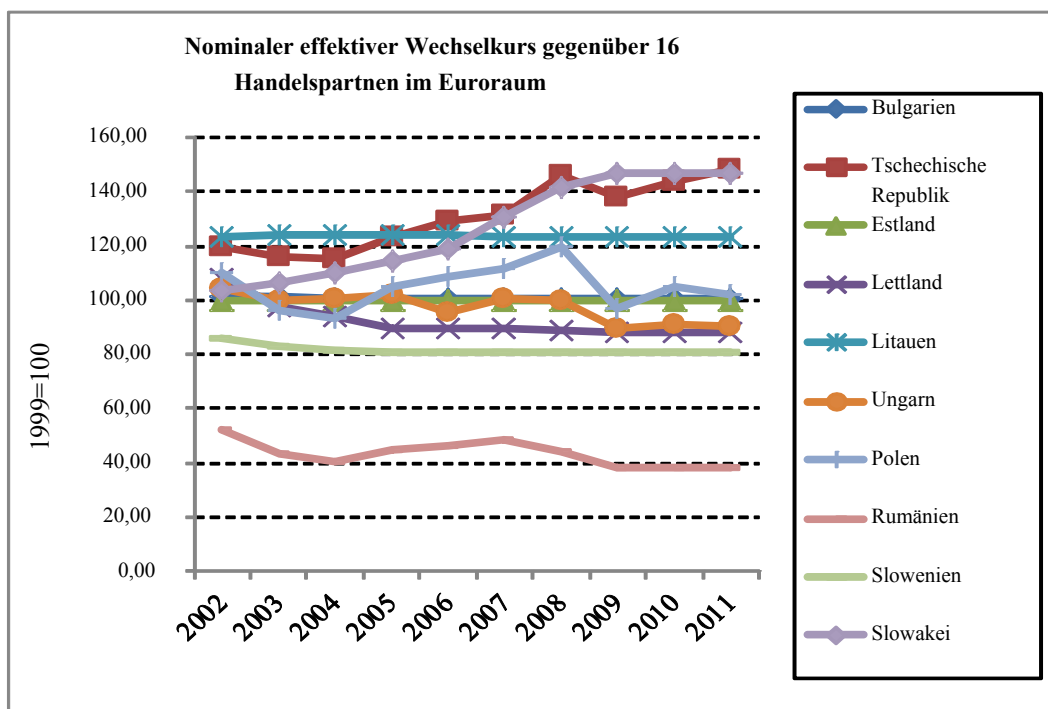 Nominaler effektiver Wechselkurs gegenüber 16
Handelspartnen im Euroraum
1999=100
160,00
140,00
120,00
100,00
80,00
60,00
40,00
20,00
0,00
2002
2003
2004
2005
2006
2007
2008
2009
2010
2011
Bulgarien
Tschechische
Republik
Estland
Lettland
Litauen
Ungarn
Polen
Rumänien
Slowenien
Slowakei